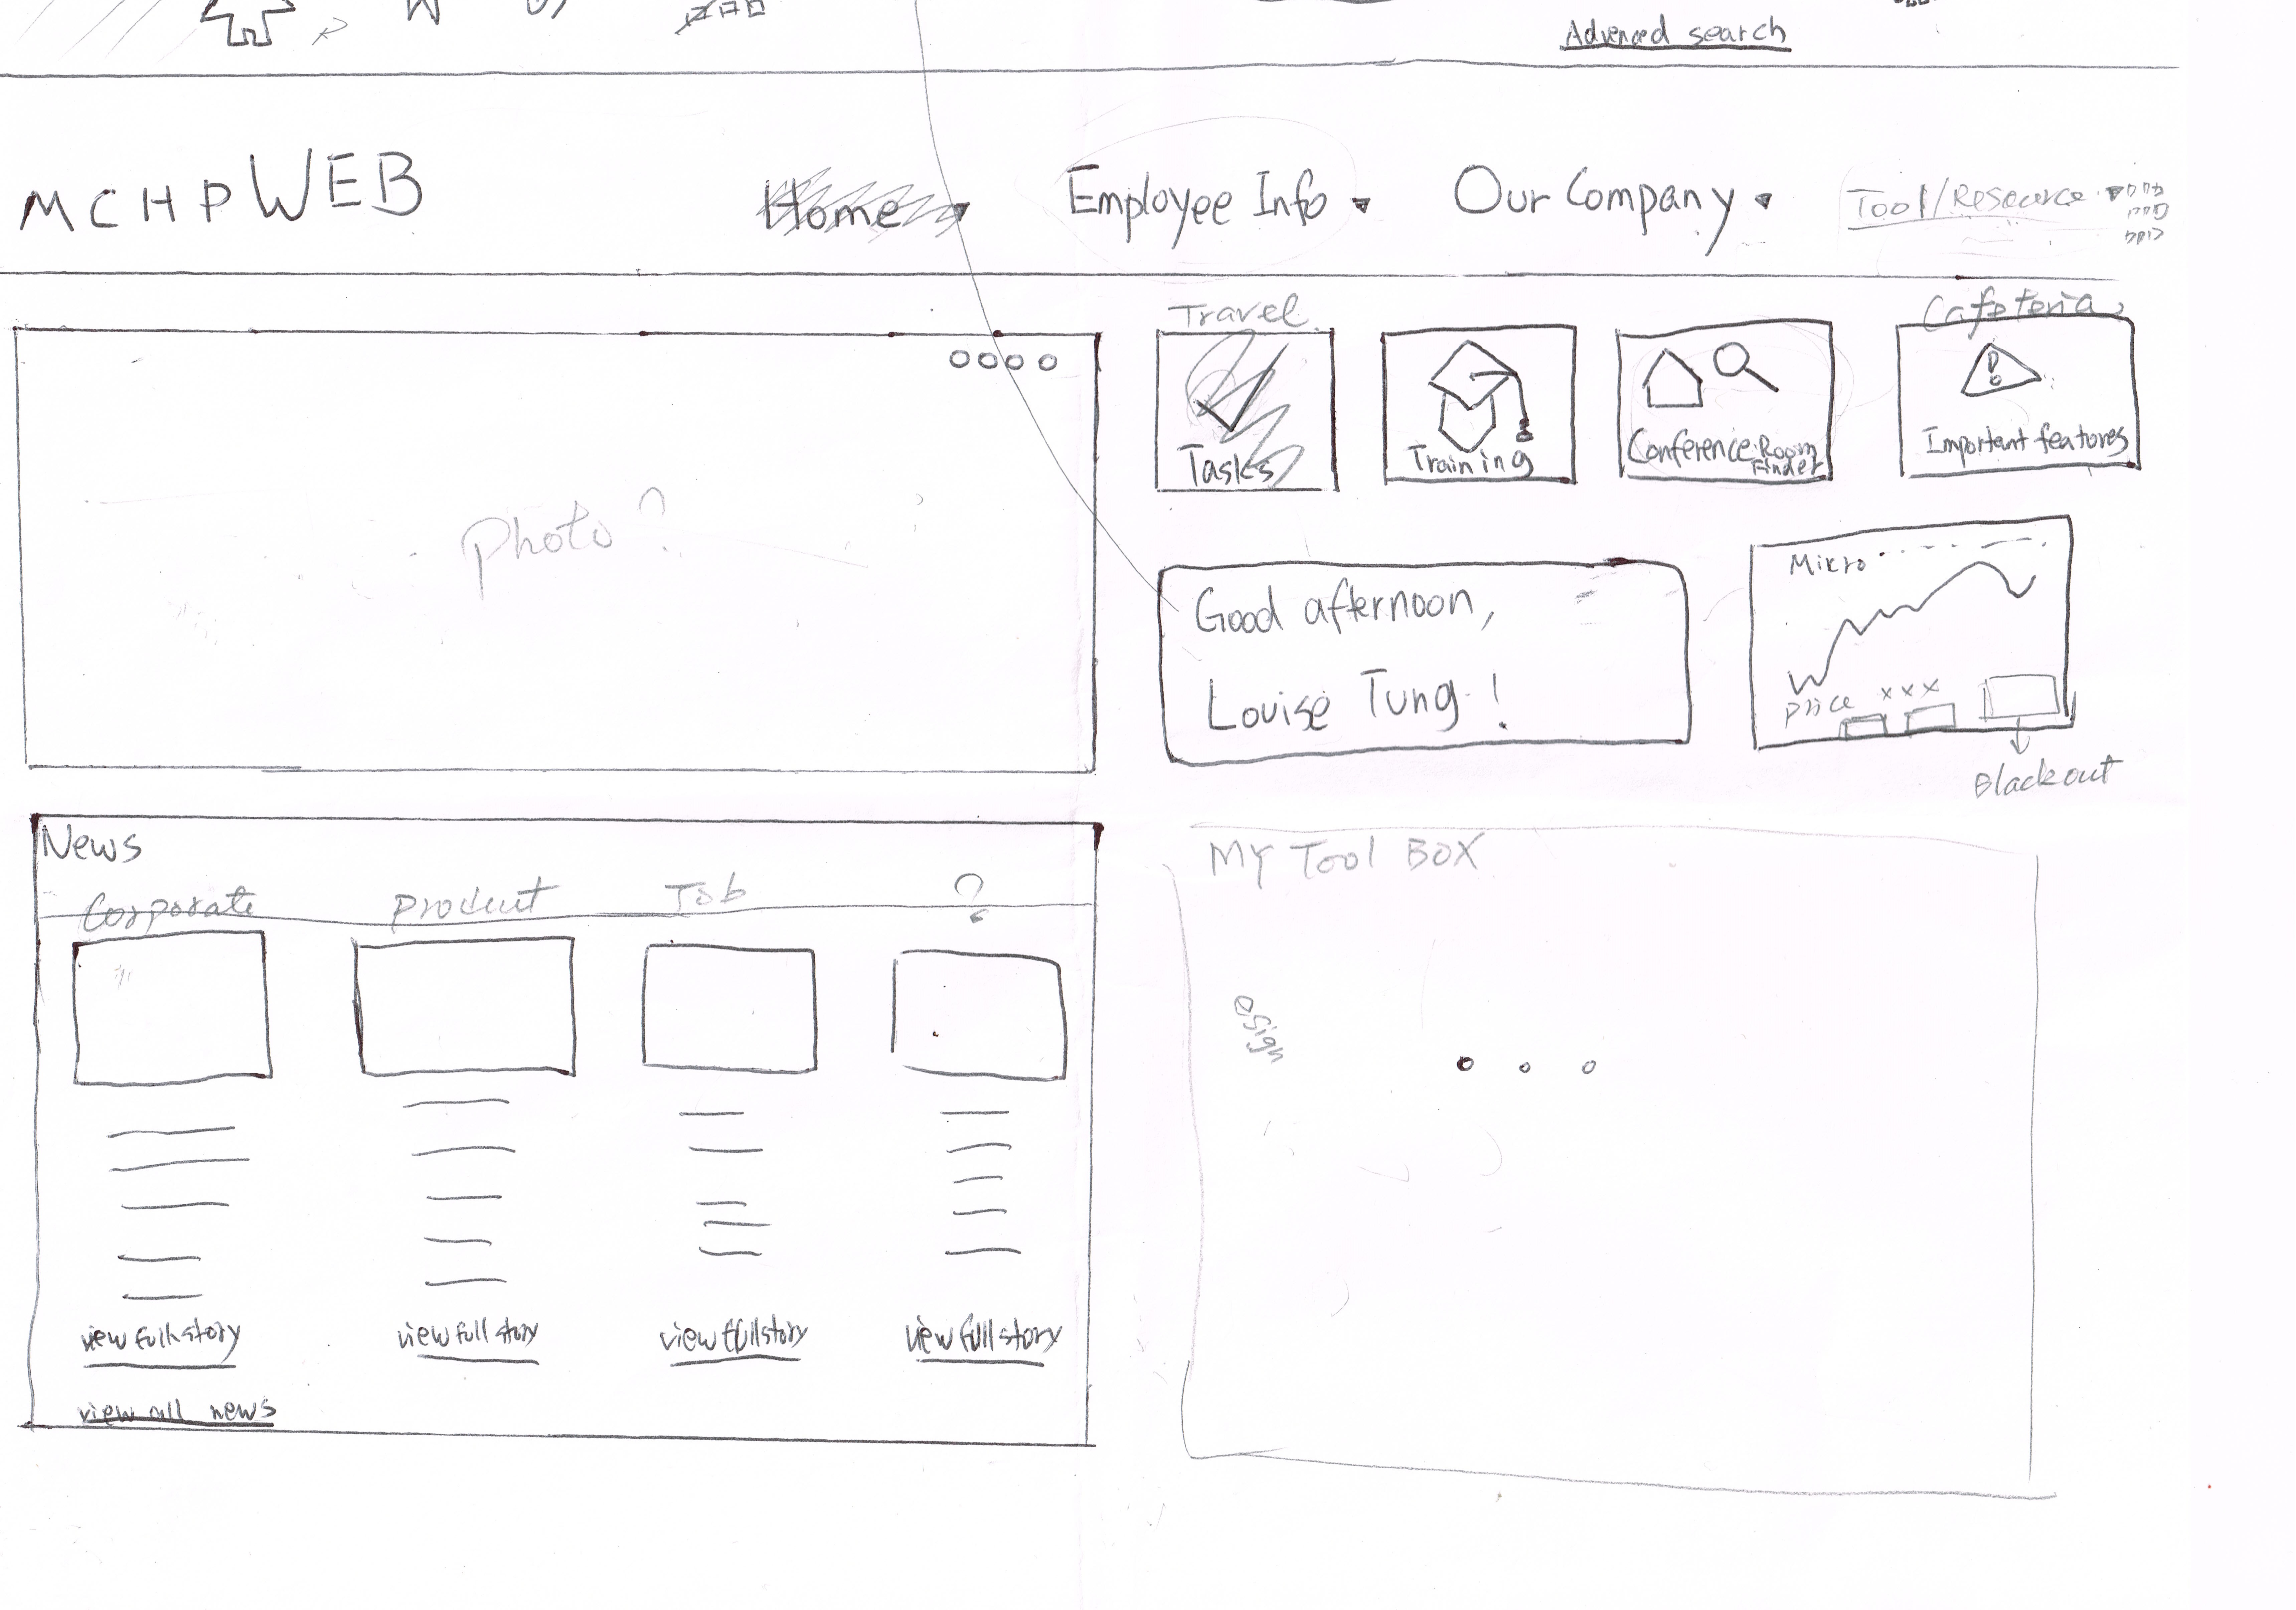 Advanced search
MCHPWEB
Home
Employee Info
Our Company
Tool/Resource
Travel
Cafeteria
Tasks
Training
Conference Room
Finder
Important features
Photo?
Good afternoon,
Louise Tung!
Mikro
price xxx
Blackout
News
Corporate
Product
Job
?
view full story
view full story
view full story
view full story
view all news
MY TOOL BOX
esign